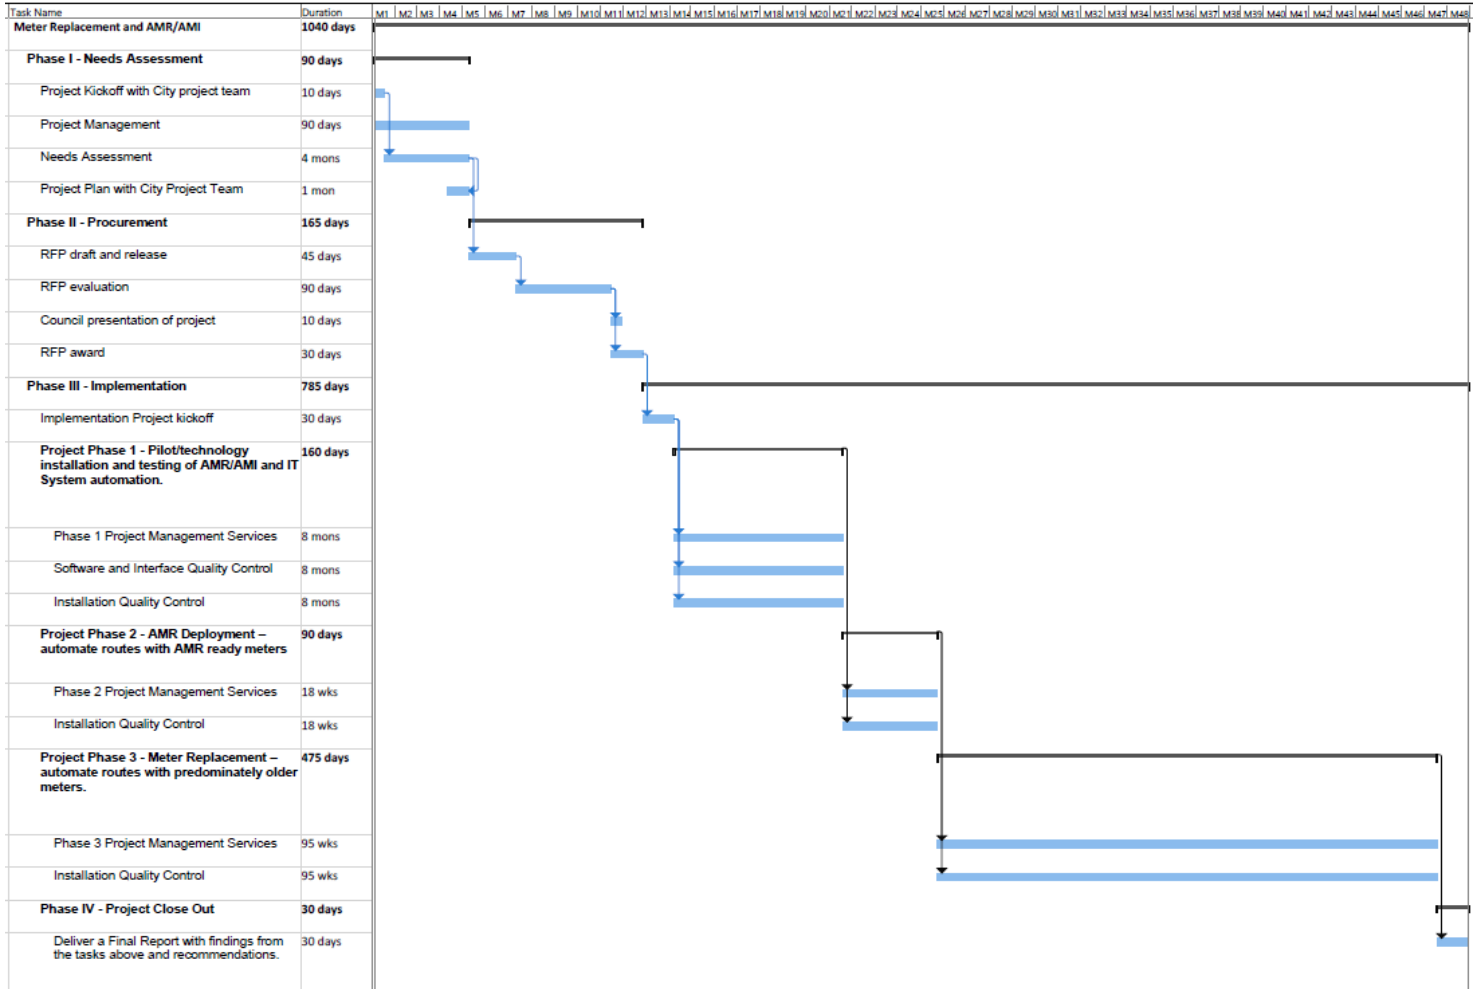 Task Name Duration M1 M2 M3 M4 M5 M6 M7 M8 M9 M10 M11 M12 M13 M14 M15 M16 M17 M18 M19 M20 M21 M22 M23 M24 M25 M26 M27 M28 M29 M30 M31 M32 M33 M34 M35 M36 M37 M38 M39 M40 M41 M42 M43 M44 M45 M46 M47 M48
Meter Replacement and AMR/AMI 1040 days
Phase I - Needs Assessment 90 days
Project Kickoff with City project team 10 days
Project Management 90 days
Needs Assessment 4 mons
Project Plan with City Project Team 1 mon
Phase II - Procurement 165 days
RFP draft and release 45 days
RFP evaluation 90 days
Council presentation of project 10 days
RFP award 30 days
Phase III - Implementation 785 days
Implementation Project kickoff 30 days
Project Phase 1 - Pilot/technology 160 days
installation and testing of AMR/AMI and IT
System automation.
Phase 1 Project Management Services 8 mons
Software and Interface Quality Control 8 mons
Installation Quality Control 8 mons
Project Phase 2 - AMR Deployment – 90 days
automate routes with AMR ready meters
Phase 2 Project Management Services 18 wks
Installation Quality Control 18 wks
Project Phase 3 - Meter Replacement – 475 days
automate routes with predominately older
meters.
Phase 3 Project Management Services 95 wks
Installation Quality Control 95 wks
Phase IV - Project Close Out 30 days
Deliver a Final Report with findings from 30 days
the tasks above and recommendations.